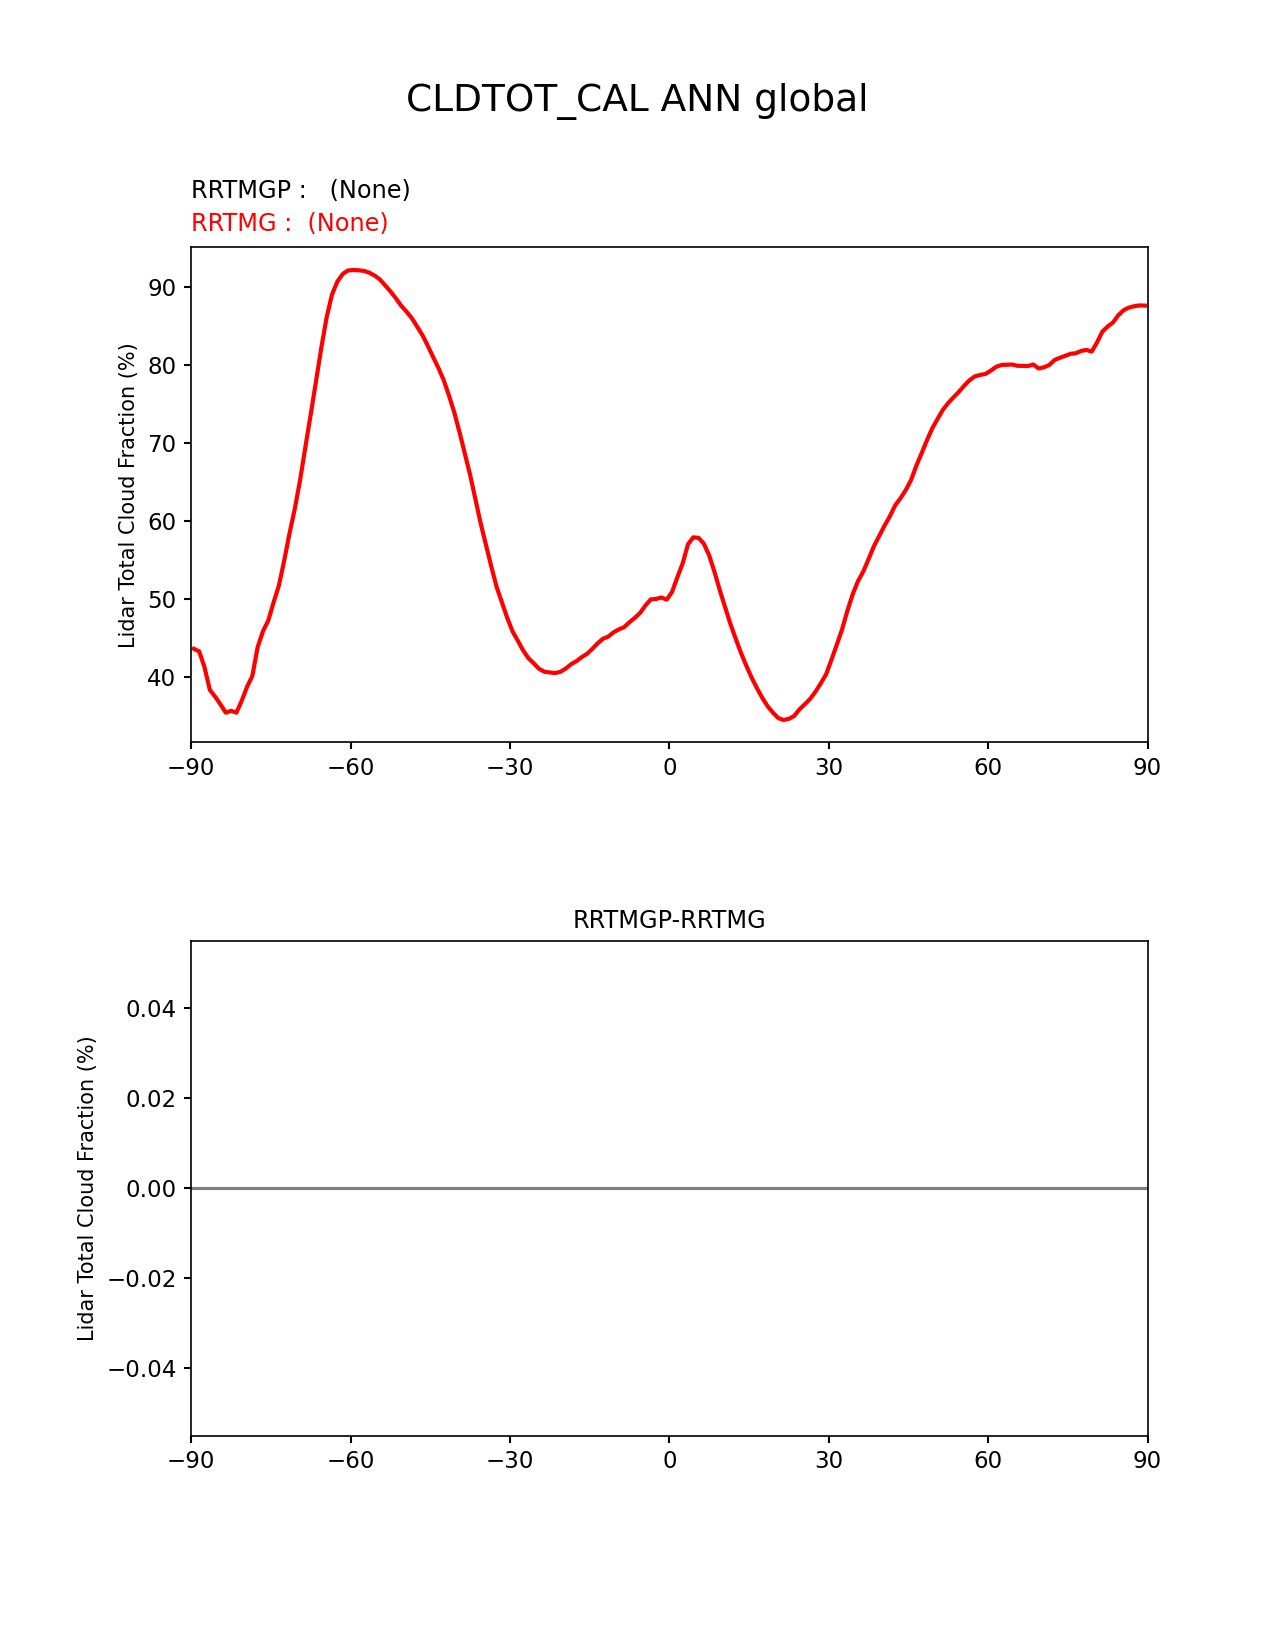 CLDTOT_CAL ANN global
RRTMGP :   (None)
RRTMG :  (None)
Lidar Total Cloud Fraction (%)
90
80
70
60
50
40
−90 −60 −30 0 30 60 90
RRTMGP-RRTMG
Lidar Total Cloud Fraction (%)
0.04
0.02
0.00
−0.02
−0.04
−90 −60 −30 0 30 60 90